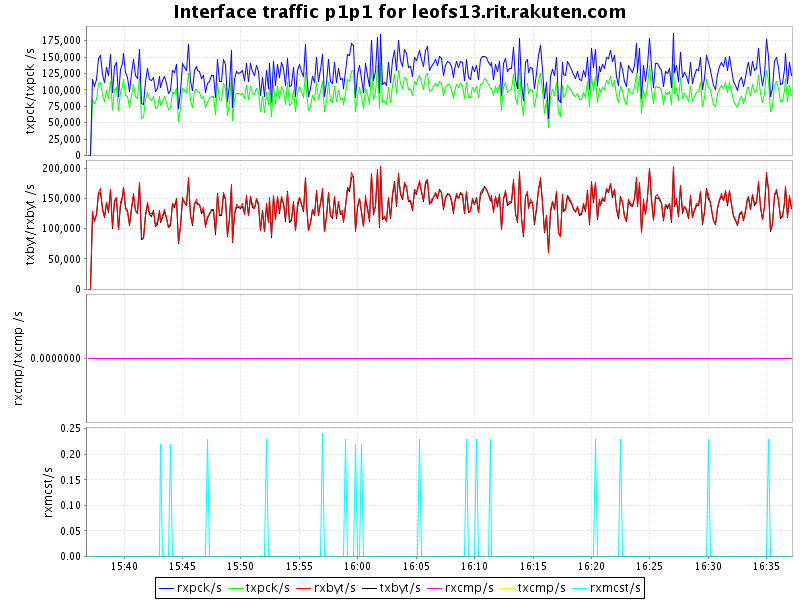 Interface traffic p1p1 for leofs13.rit.rakuten.com
txpck/txpck /s
175,000
150,000
125,000
100,000
75,000
50,000
25,000
0
txbyt/rxbyt /s
200,000
150,000
100,000
50,000
0
rxcmp/txcmp /s
0.0000000
rxmcst/s
0.25
0.20
0.15
0.10
0.05
0.00
15:40 15:45 15:50 15:55 16:00 16:05 16:10 16:15 16:20 16:25 16:30 16:35
rxpck/s txpck/s rxbyt/s txbyt/s rxcmp/s txcmp/s rxmcst/s